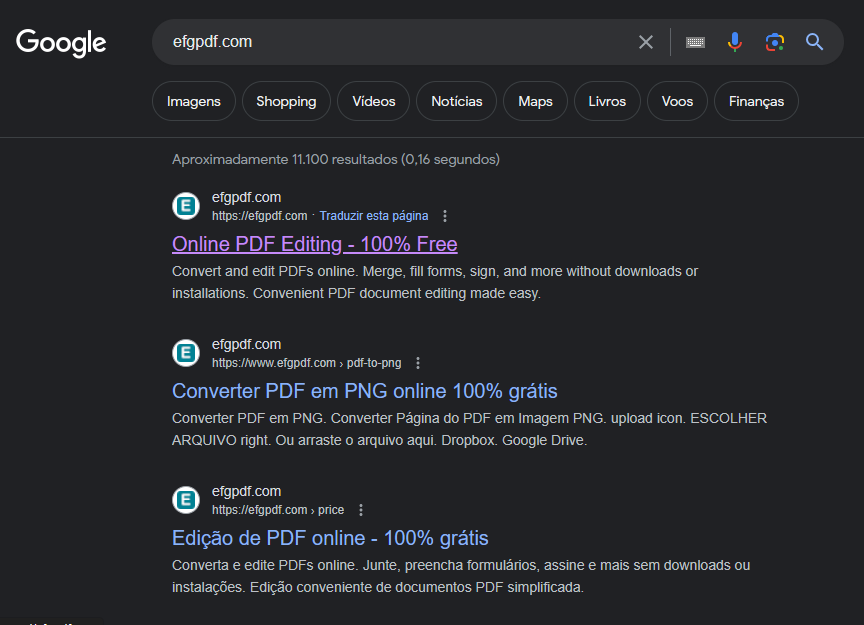 Google
efgpdf.com
Imagens
Shopping
Vídeos
Notícias
Maps
Livros
Voos
Finanças
Aproximadamente 11.100 resultados (0,16 segundos)
E
efgpdf.com
https://efgpdf.com · Traduzir esta página
Online PDF Editing - 100% Free
Convert and edit PDFs online. Merge, fill forms, sign, and more without downloads or
installations. Convenient PDF document editing made easy.
E
efgpdf.com
https://www.efgpdf.com › pdf-to-png
Converter PDF em PNG online 100% grátis
Converter PDF em PNG. Converter Página do PDF em Imagem PNG. upload icon. ESCOLHER
ARQUIVO right. Ou arraste o arquivo aqui. Dropbox. Google Drive.
E
efgpdf.com
https://efgpdf.com › price
Edição de PDF online - 100% grátis
Converta e edite PDFs online. Junte, preencha formulários, assine e mais sem downloads ou
instalações. Edição conveniente de documentos PDF simplificada.